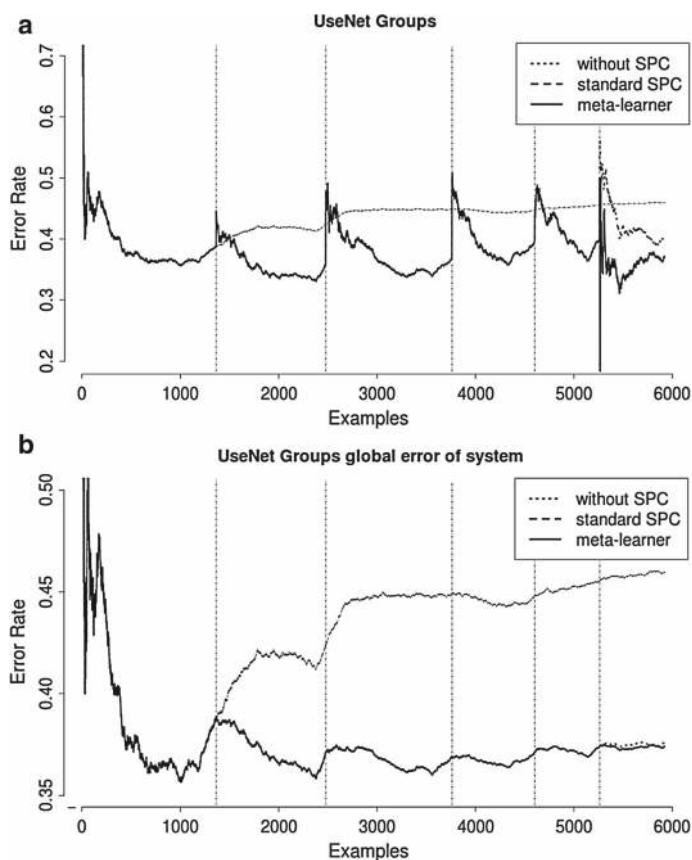 a
UseNet Groups
0.7
0.6
0.5
0.4
0.3
0.2
Error Rate
without SPC
standard SPC
meta-learner
0 1000 2000 3000 4000 5000 6000
Examples
b
UseNet Groups global error of system
0.50
0.45
0.40
0.35
Error Rate
without SPC
standard SPC
meta-learner
0 1000 2000 3000 4000 5000 6000
Examples